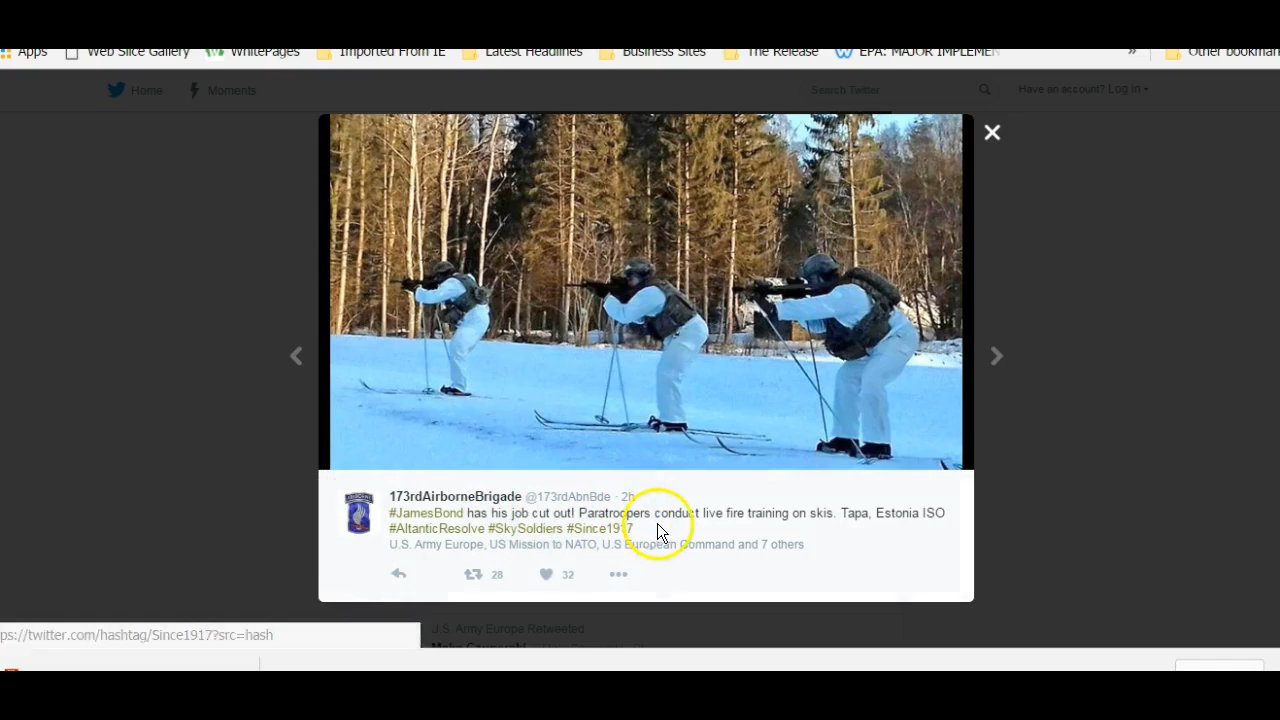 Apps Web Slice Gallery WhitePages Imported From IE Latest Headlines Business Sites The Release EPA: MAJOR IMPLEMEN » Other bookmar
Home Moments Search Twitter Have an account? Log in
173rdAirborneBrigade @173rdAbnBde · 2h
#JamesBond has his job cut out! Paratroopers conduct live fire training on skis. Tapa, Estonia ISO
#AltanticResolve #SkySoldiers #Since1917
U.S. Army Europe, US Mission to NATO, U.S European Command and 7 others
28 32
U.S. Army Europe Retweeted
ps://twitter.com/hashtag/Since1917?src=hash